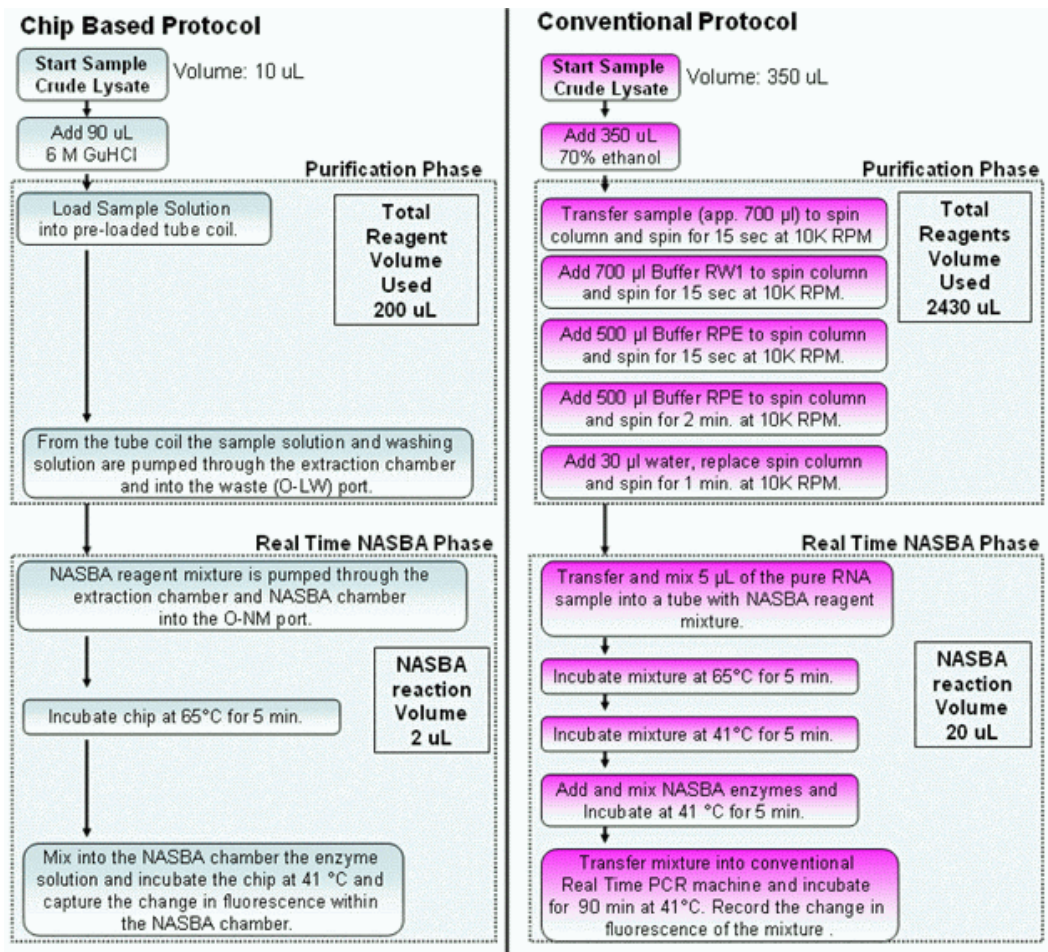 Chip Based Protocol
Start Sample
Crude Lysate
Volume: 10 uL
Add 90 uL
6 M GuHCl
Purification Phase
Load Sample Solution
into pre-loaded tube coil.
Total
Reagent
Volume
Used
200 uL
From the tube coil the sample solution and washing
solution are pumped through the extraction chamber
and into the waste (O-LW) port.
Real Time NASBA Phase
NASBA reagent mixture is pumped through the
extraction chamber and NASBA chamber
into the O-NM port.
NASBA
reaction
Volume
2 uL
Incubate chip at 65°C for 5 min.
Mix into the NASBA chamber the enzyme
solution and incubate the chip at 41 °C and
capture the change in fluorescence within
the NASBA chamber.
Conventional Protocol
Start Sample
Crude Lysate
Volume: 350 uL
Add 350 uL
70% ethanol
Purification Phase
Transfer sample (app. 700 µl) to spin
column and spin for 15 sec at 10K RPM
Total
Reagents
Volume
Used
2430 uL
Add 700 µl Buffer RW1 to spin column
and spin for 15 sec at 10K RPM.
Add 500 µl Buffer RPE to spin column
and spin for 15 sec at 10K RPM.
Add 500 µl Buffer RPE to spin column
and spin for 2 min. at 10K RPM.
Add 30 µl water, replace spin column
and spin for 1 min. at 10K RPM.
Real Time NASBA Phase
Transfer and mix 5 µL of the pure RNA
sample into a tube with NASBA reagent
mixture.
NASBA
reaction
Volume
20 uL
Incubate mixture at 65°C for 5 min.
Incubate mixture at 41°C for 5 min.
Add and mix NASBA enzymes and
Incubate at 41 °C for 5 min.
Transfer mixture into conventional
Real Time PCR machine and incubate
for 90 min at 41°C. Record the change in
fluorescence of the mixture .